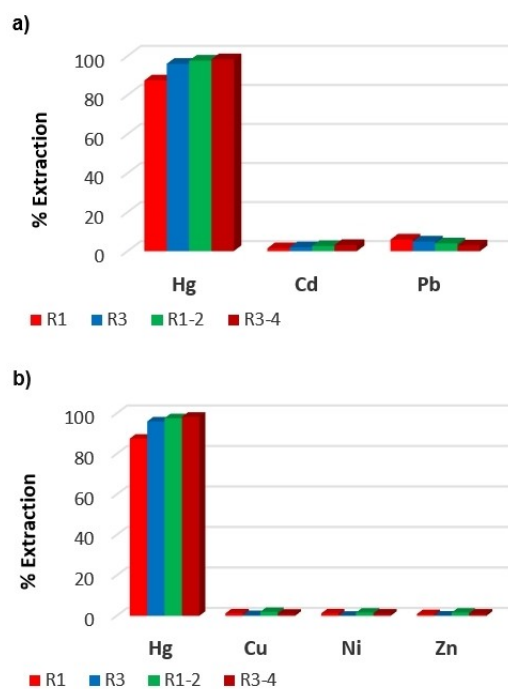 a)
% Extraction
100
80
60
40
20
0
Hg Cd Pb
R1 R3 R1-2 R3-4
b)
% Extraction
100
80
60
40
20
0
Hg Cu Ni Zn
R1 R3 R1-2 R3-4